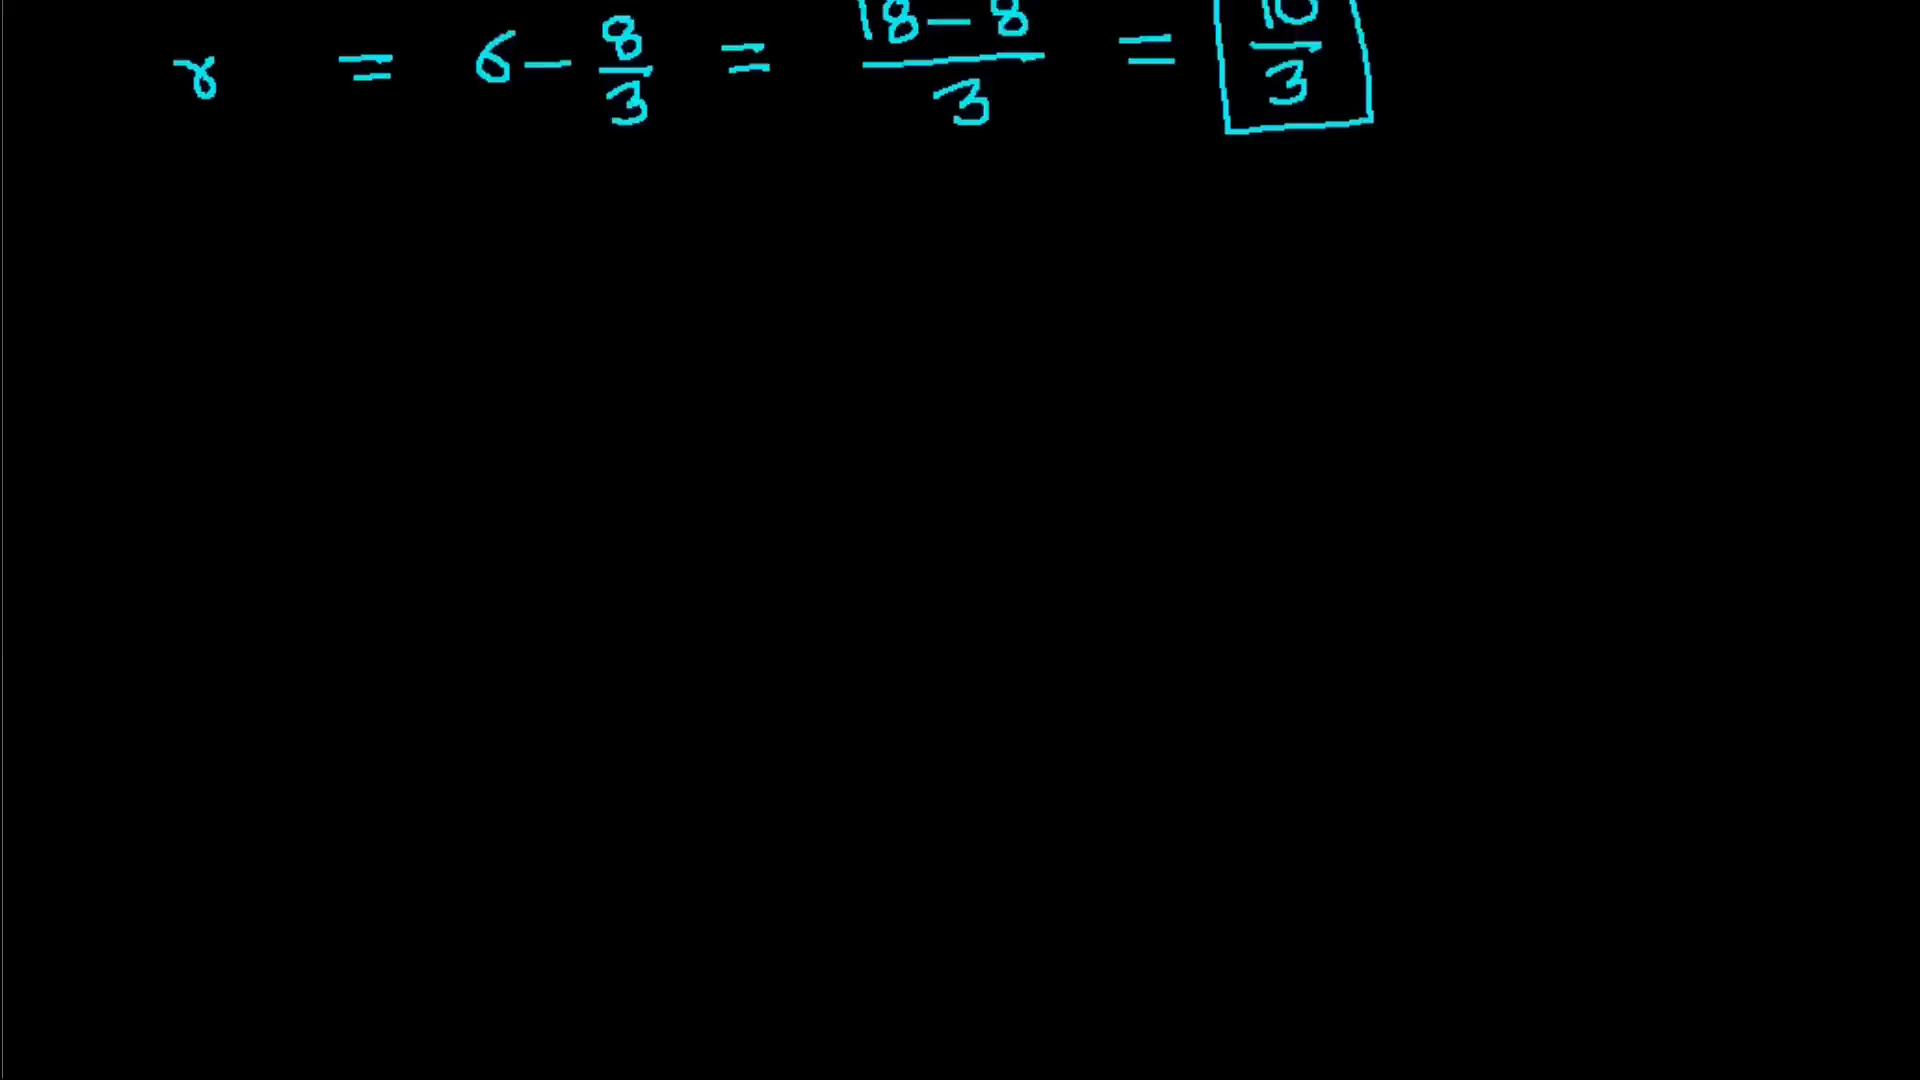 γ = 6 - 8/3 = (18 - 8)/3 = 10/3